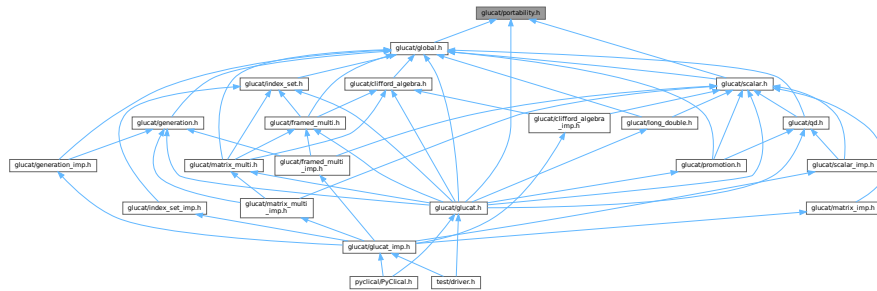 glucat/portability.h
glucat/global.h
glucat/index_set.h
glucat/clifford_algebra.h
glucat/scalar.h
glucat/generation.h
glucat/framed_multi.h
glucat/clifford_algebra
_imp.h
glucat/long_double.h
glucat/qd.h
glucat/generation_imp.h
glucat/matrix_multi.h
glucat/framed_multi
_imp.h
glucat/promotion.h
glucat/scalar_imp.h
glucat/index_set_imp.h
glucat/matrix_multi
_imp.h
glucat/glucat.h
glucat/matrix_imp.h
glucat/glucat_imp.h
pyclical/PyClical.h
test/driver.h